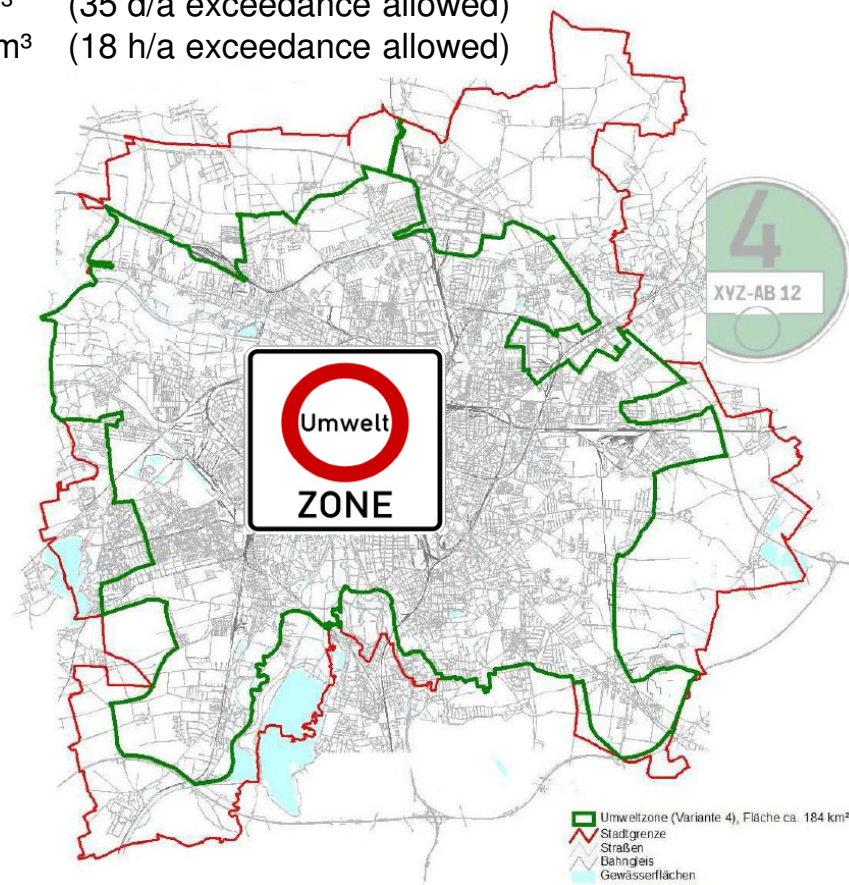 ³ (35 d/a exceedance allowed)
m³ (18 h/a exceedance allowed)
4
XYZ-AB 12
Umwelt
ZONE
Umweltzone (Variante 4), Fläche ca. 184 km²
Stadtgrenze
Straßen
Bahngleis
Gewässerflächen